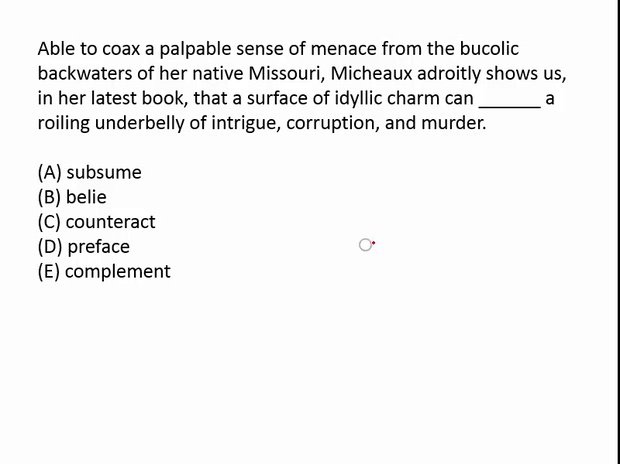 Able to coax a palpable sense of menace from the bucolic
backwaters of her native Missouri, Micheaux adroitly shows us,
in her latest book, that a surface of idyllic charm can ______ a
roiling underbelly of intrigue, corruption, and murder.
(A) subsume
(B) belie
(C) counteract
(D) preface
(E) complement